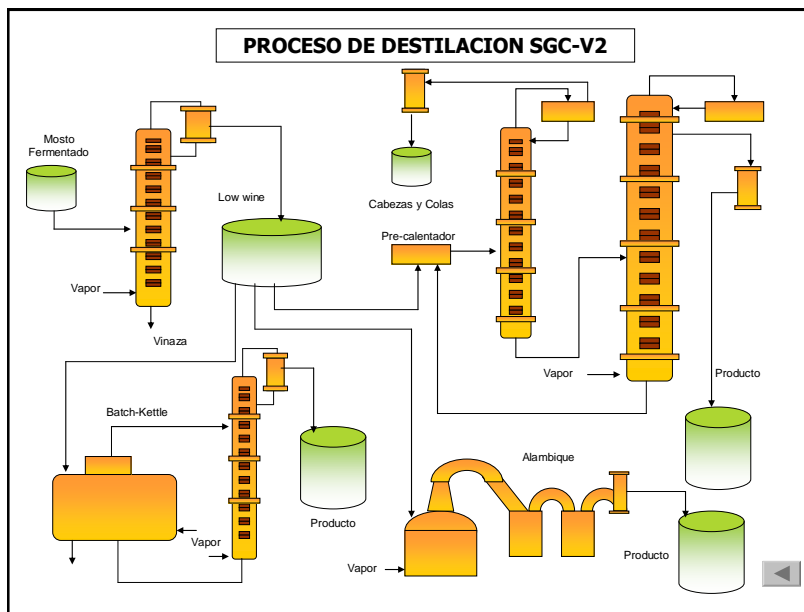 PROCESO DE DESTILACION SGC-V2
Mosto
Fermentado
Low wine
Cabezas y Colas
Pre-calentador
Vapor
Vinaza
Vapor
Producto
Batch-Kettle
Producto
Vapor
Alambique
Vapor
Producto